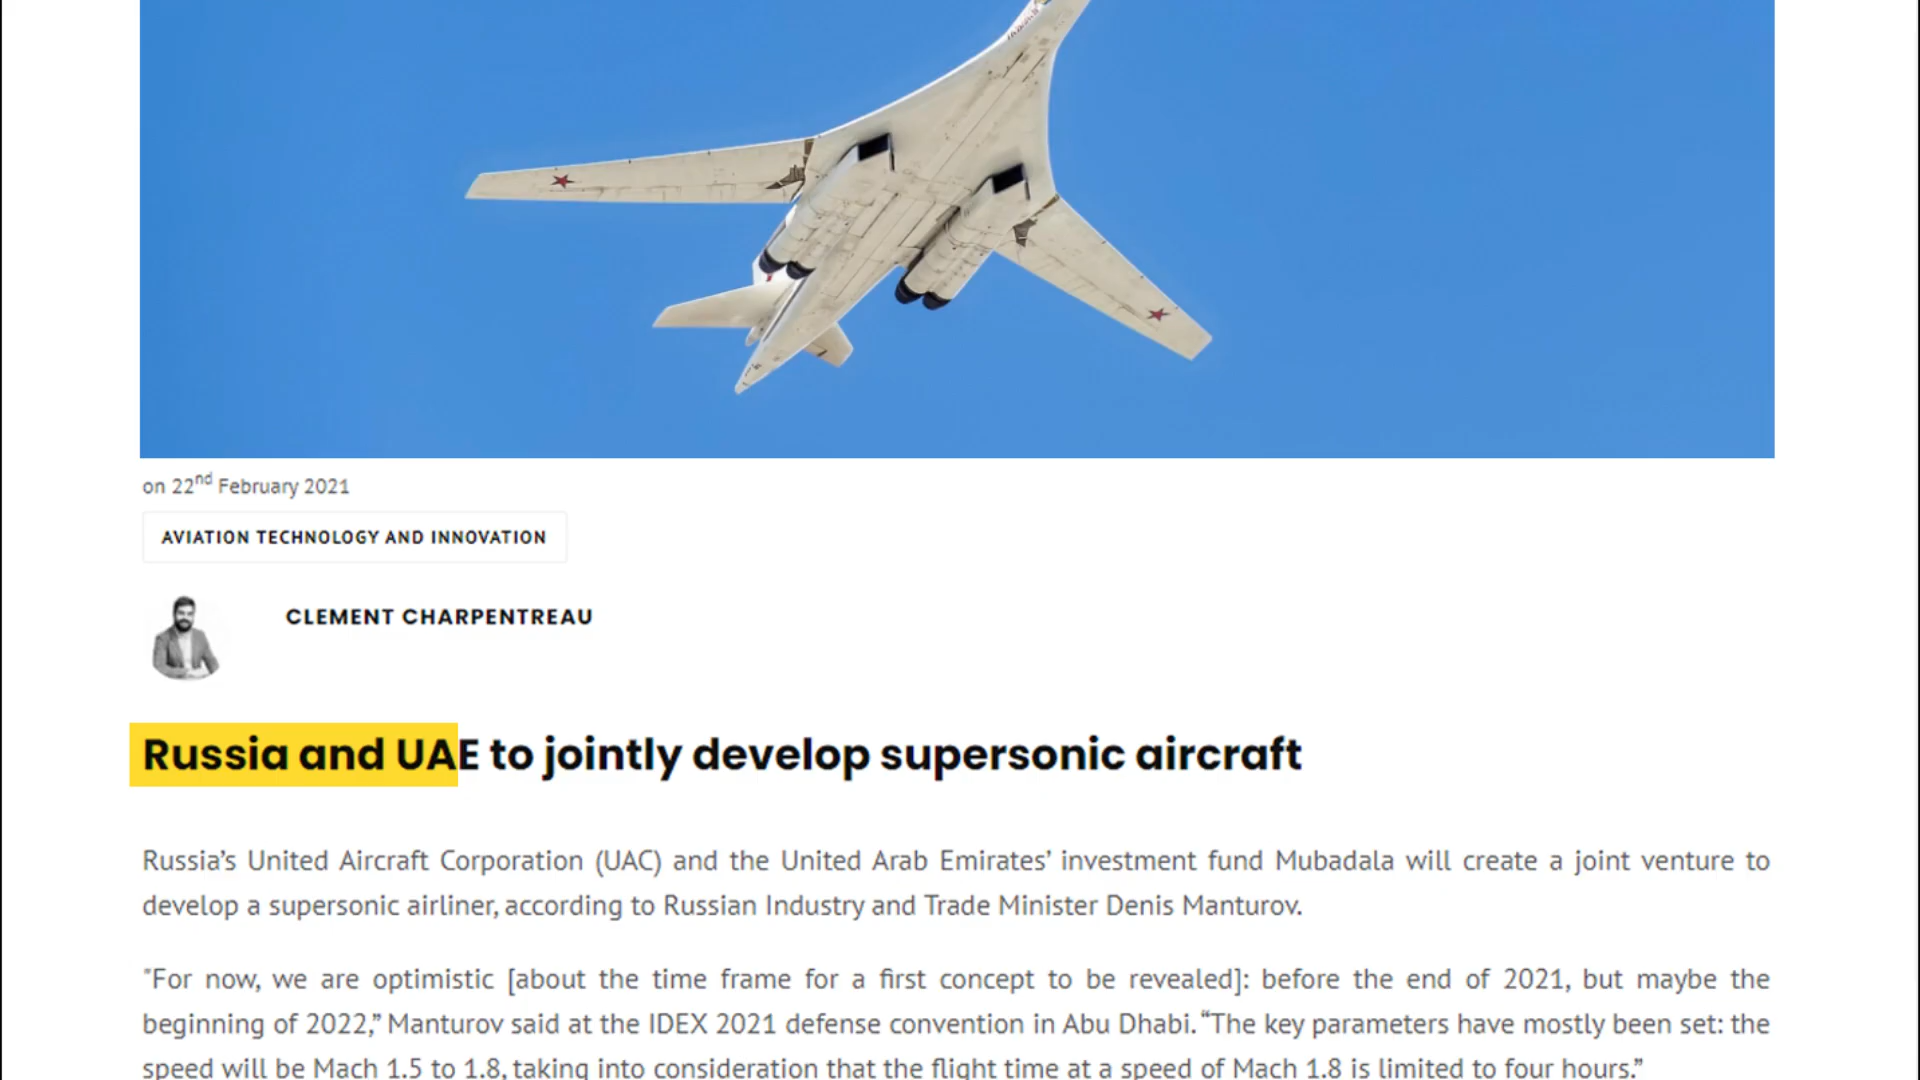 on 22nd February 2021
AVIATION TECHNOLOGY AND INNOVATION
CLEMENT CHARPENTREAU
Russia and UAE to jointly develop supersonic aircraft
Russia’s United Aircraft Corporation (UAC) and the United Arab Emirates’ investment fund Mubadala will create a joint venture to
develop a supersonic airliner, according to Russian Industry and Trade Minister Denis Manturov.
"For now, we are optimistic [about the time frame for a first concept to be revealed]: before the end of 2021, but maybe the
beginning of 2022,” Manturov said at the IDEX 2021 defense convention in Abu Dhabi. “The key parameters have mostly been set: the
speed will be Mach 1.5 to 1.8, taking into consideration that the flight time at a speed of Mach 1.8 is limited to four hours.”